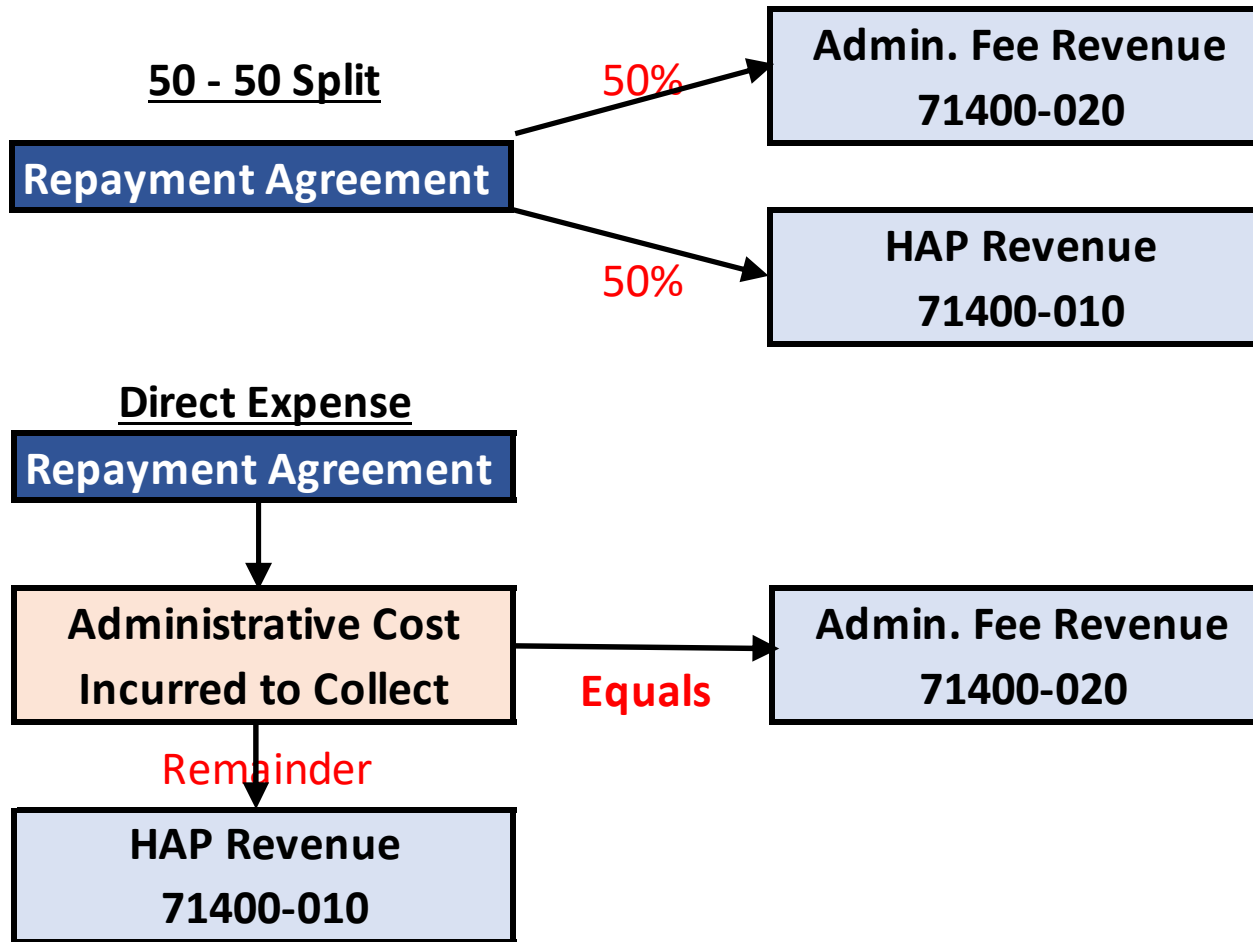 50 - 50 Split
50%
Admin. Fee Revenue
71400-020
Repayment Agreement
50%
HAP Revenue
71400-010
Direct Expense
Repayment Agreement
Administrative Cost
Incurred to Collect
Equals
Admin. Fee Revenue
71400-020
Remainder
HAP Revenue
71400-010